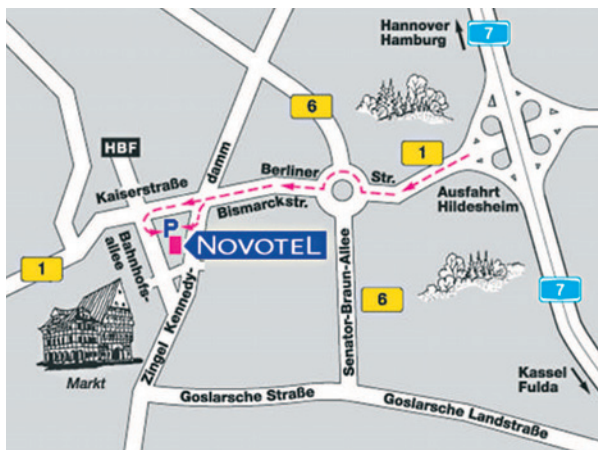 Hannover
Hamburg
7
6
HBF
damm
Berliner
Str.
1
Kaiserstraße
Bismarckstr.
Ausfahrt
Hildesheim
P
NOVOTEL
Bahnhofs-
allee
1
Kennedy-
Zingel
Senator-Braun-Allee
6
7
Markt
Kassel
Fulda
Goslarsche Straße
Goslarsche Landstraße